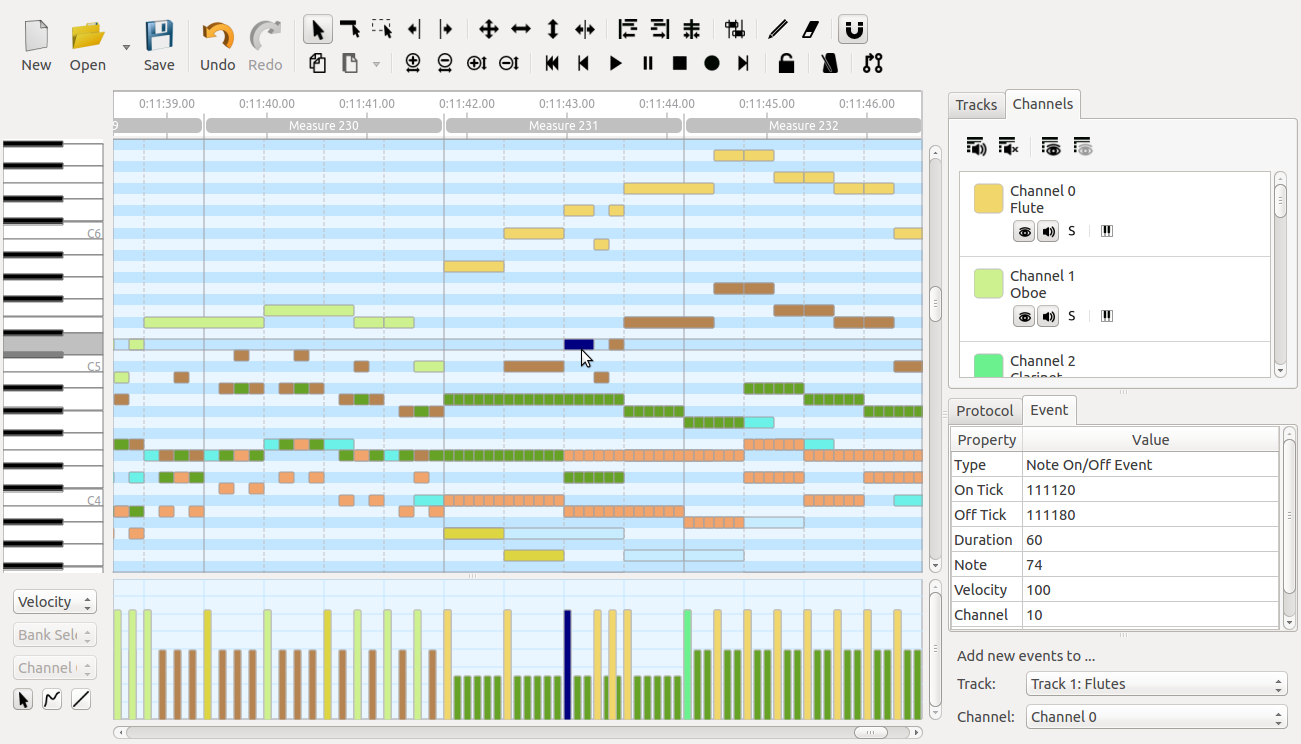 New Open Save Undo Redo
0:11:39.00 0:11:40.00 0:11:41.00 0:11:42.00 0:11:43.00 0:11:44.00 0:11:45.00 0:11:46.00
9 Measure 230 Measure 231 Measure 232
C6
C5
C4
Velocity
Bank Sel
Channel
Tracks Channels
Channel 0
Flute
S
Channel 1
Oboe
S
Channel 2
Clarinet
Protocol Event
Property Value
Type Note On/Off Event
On Tick 111120
Off Tick 111180
Duration 60
Note 74
Velocity 100
Channel 10
Add new events to ...
Track: Track 1: Flutes
Channel: Channel 0